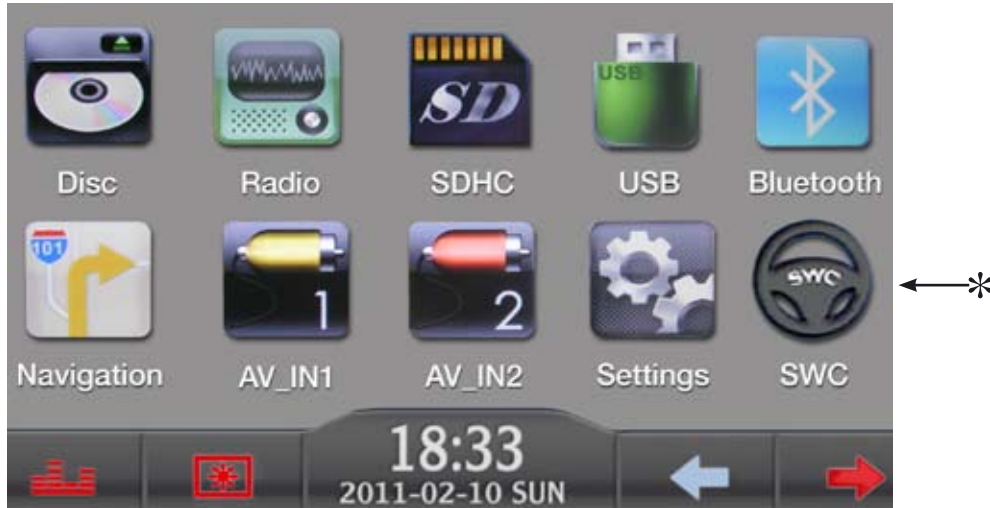 SD
USB
Disc Radio SDHC USB Bluetooth
101
1
2
SWC
Navigation AV_IN1 AV_IN2 Settings SWC
*
18:33
2011-02-10 SUN